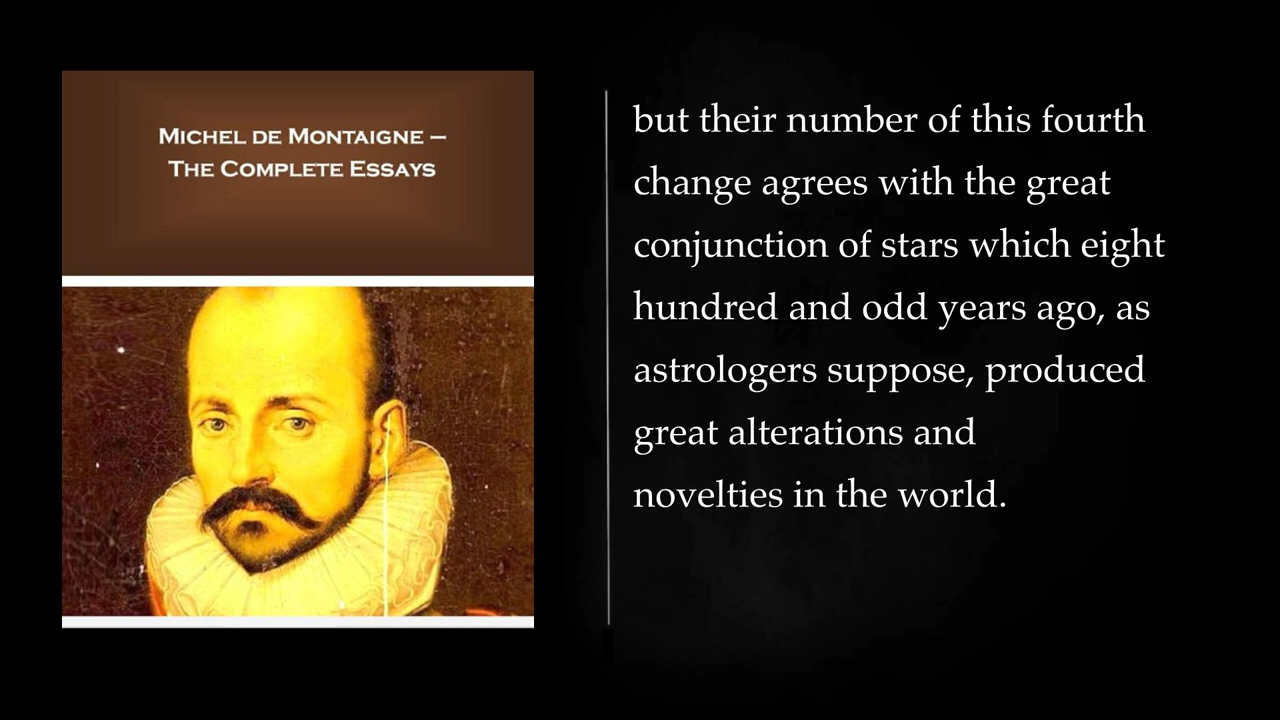 MICHEL DE MONTAIGNE –
THE COMPLETE ESSAYS
but their number of this fourth
change agrees with the great
conjunction of stars which eight
hundred and odd years ago, as
astrologers suppose, produced
great alterations and
novelties in the world.